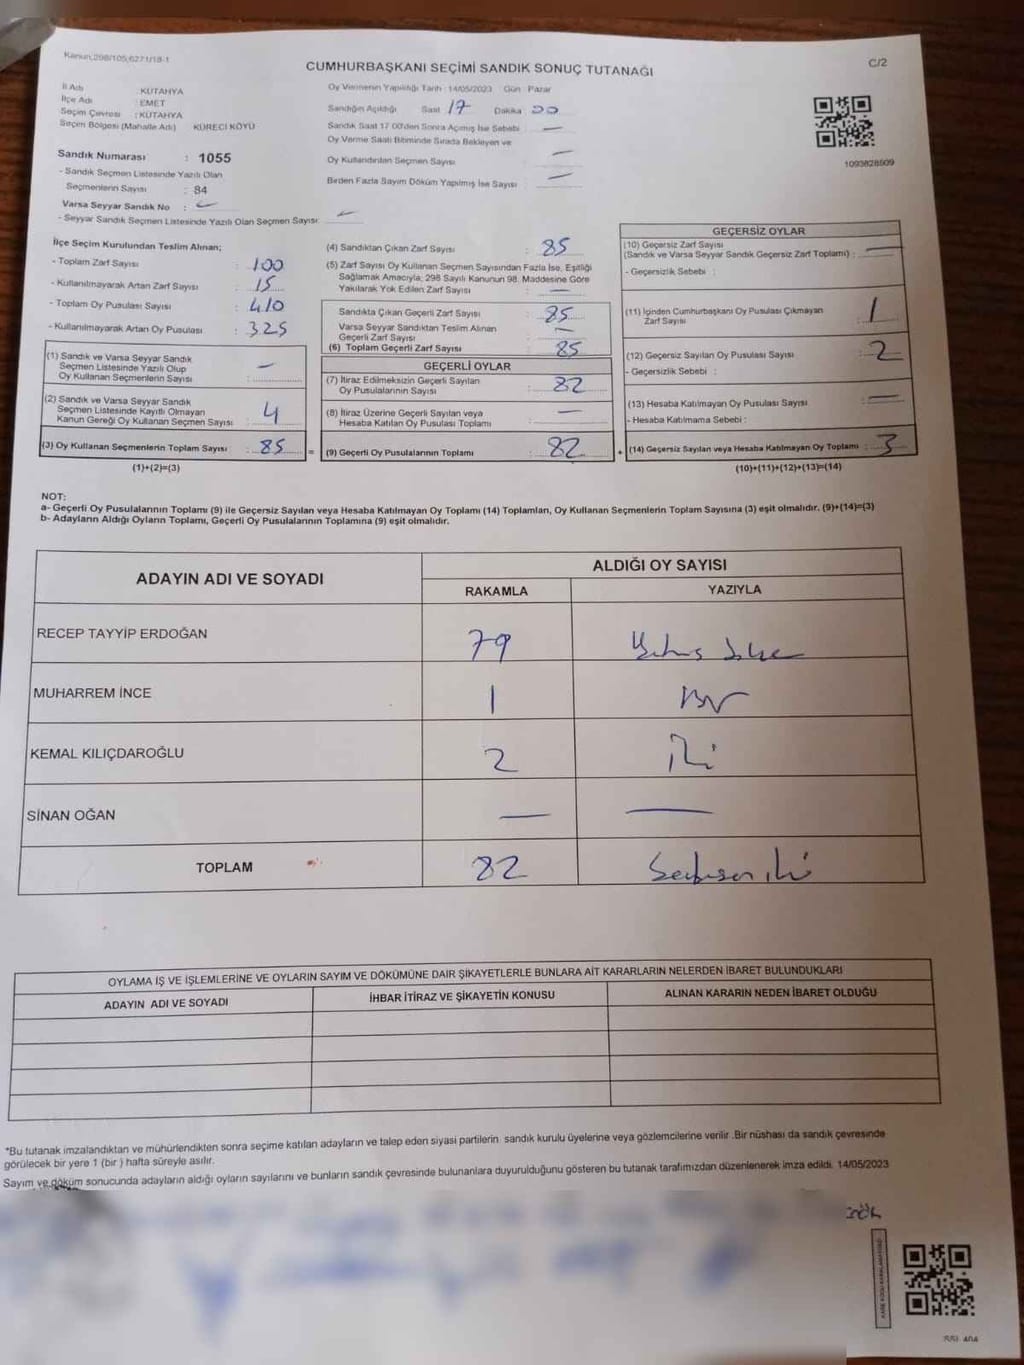 Kanun;298/105,6271/18-1
CUMHURBAŞKANI SEÇİMİ SANDIK SONUÇ TUTANAĞI
C/2
İl Adı : KÜTAHYA
İlçe Adı : EMET
Seçim Çevresi : KÜTAHYA
Seçim Bölgesi (Mahalle Adı) KÜRECİ KÖYÜ
Sandık Numarası : 1055
- Sandık Seçmen Listesinde Yazılı Olan
Seçmenlerin Sayısı : 84
Varsa Seyyar Sandık No : —
- Seyyar Sandık Seçmen Listesinde Yazılı Olan Seçmen Sayısı: —
Oy Vermenin Yapıldığı Tarih : 14/05/2023 Gün Pazar
Sandığın Açıldığı Saat 17 Dakika 00
Sandık Saat 17:00'den Sonra Açımış İse Sebebi : —
Oy Verme Saati Bitiminde Sırada Bekleyen ve
Oy Kullandırılan Seçmen Sayısı : —
Birden Fazla Sayım Döküm Yapılmış İse Sayısı : —
1093828509
İlçe Seçim Kurulundan Teslim Alınan;
- Toplam Zarf Sayısı : 100
- Kullanılmayarak Artan Zarf Sayısı : 15
- Toplam Oy Pusulası Sayısı : 410
- Kullanılmayarak Artan Oy Pusulası : 325
(1) Sandık ve Varsa Seyyar Sandık
Seçmen Listesinde Yazılı Olup
Oy Kullanan Seçmenlerin Sayısı : —
(2) Sandık ve Varsa Seyyar Sandık
Seçmen Listesinde Kayıtlı Olmayan
Kanun Gereği Oy Kullanan Seçmen Sayısı : 4
(3) Oy Kullanan Seçmenlerin Toplam Sayısı : 85
(1)+(2)=(3)
(4) Sandıktan Çıkan Zarf Sayısı : 85
(5) Zarf Sayısı Oy Kullanan Seçmen Sayısından Fazla İse, Eşitliği
Sağlamak Amacıyla, 298 Sayılı Kanunun 98. Maddesine Göre
Yakılarak Yok Edilen Zarf Sayısı : —
Sandıkta Çıkan Geçerli Zarf Sayısı : 85
Varsa Seyyar Sandıktan Teslim Alınan
Geçerli Zarf Sayısı : —
(6) Toplam Geçerli Zarf Sayısı : 85
GEÇERLİ OYLAR
(7) İtiraz Edilmeksizin Geçerli Sayılan
Oy Pusulalarının Sayısı : 82
(8) İtiraz Üzerine Geçerli Sayılan veya
Hesaba Katılan Oy Pusulası Toplamı : —
= (9) Geçerli Oy Pusulalarının Toplamı : 82
GEÇERSİZ OYLAR
(10) Geçersiz Zarf Sayısı
(Sandık ve Varsa Seyyar Sandık Geçersiz Zarf Toplamı) : —
- Geçersizlik Sebebi :
(11) İçinden Cumhurbaşkanı Oy Pusulası Çıkmayan
Zarf Sayısı : 1
(12) Geçersiz Sayılan Oy Pusulası Sayısı : 2
- Geçersizlik Sebebi :
(13) Hesaba Katılmayan Oy Pusulası Sayısı : —
- Hesaba Katılmama Sebebi :
+ (14) Geçersiz Sayılan veya Hesaba Katılmayan Oy Toplamı : 3
(10)+(11)+(12)+(13)=(14)
NOT:
a- Geçerli Oy Pusulalarının Toplamı (9) ile Geçersiz Sayılan veya Hesaba Katılmayan Oy Toplamı (14) Toplamları, Oy Kullanan Seçmenlerin Toplam Sayısına (3) eşit olmalıdır. (9)+(14)=(3)
b- Adayların Aldığı Oyların Toplamı, Geçerli Oy Pusulalarının Toplamına (9) eşit olmalıdır.
ADAYIN ADI VE SOYADI
ALDIĞI OY SAYISI
RAKAMLA YAZIYLA
RECEP TAYYİP ERDOĞAN 79
MUHARREM İNCE 1 Bir
KEMAL KILIÇDAROĞLU 2 İki
SİNAN OĞAN — —
TOPLAM 82 Seksen iki
OYLAMA İŞ VE İŞLEMLERİNE VE OYLARIN SAYIM VE DÖKÜMÜNE DAİR ŞİKAYETLERLE BUNLARA AİT KARARLARIN NELERDEN İBARET BULUNDUKLARI
ADAYIN ADI VE SOYADI İHBAR İTİRAZ VE ŞİKAYETİN KONUSU ALINAN KARARIN NEDEN İBARET OLDUĞU
*Bu tutanak imzalandıktan ve mühürlendikten sonra seçime katılan adayların ve talep eden siyasi partilerin sandık kurulu üyelerine veya gözlemcilerine verilir .Bir nüshası da sandık çevresinde
görülecek bir yere 1 (bir ) hafta süreyle asılır.
Sayım ve döküm sonucunda adayların aldığı oyların sayılarını ve bunların sandık çevresinde bulunanlara duyurulduğunu gösteren bu tutanak tarafımızdan düzenlenerek imza edildi. 14/05/2023